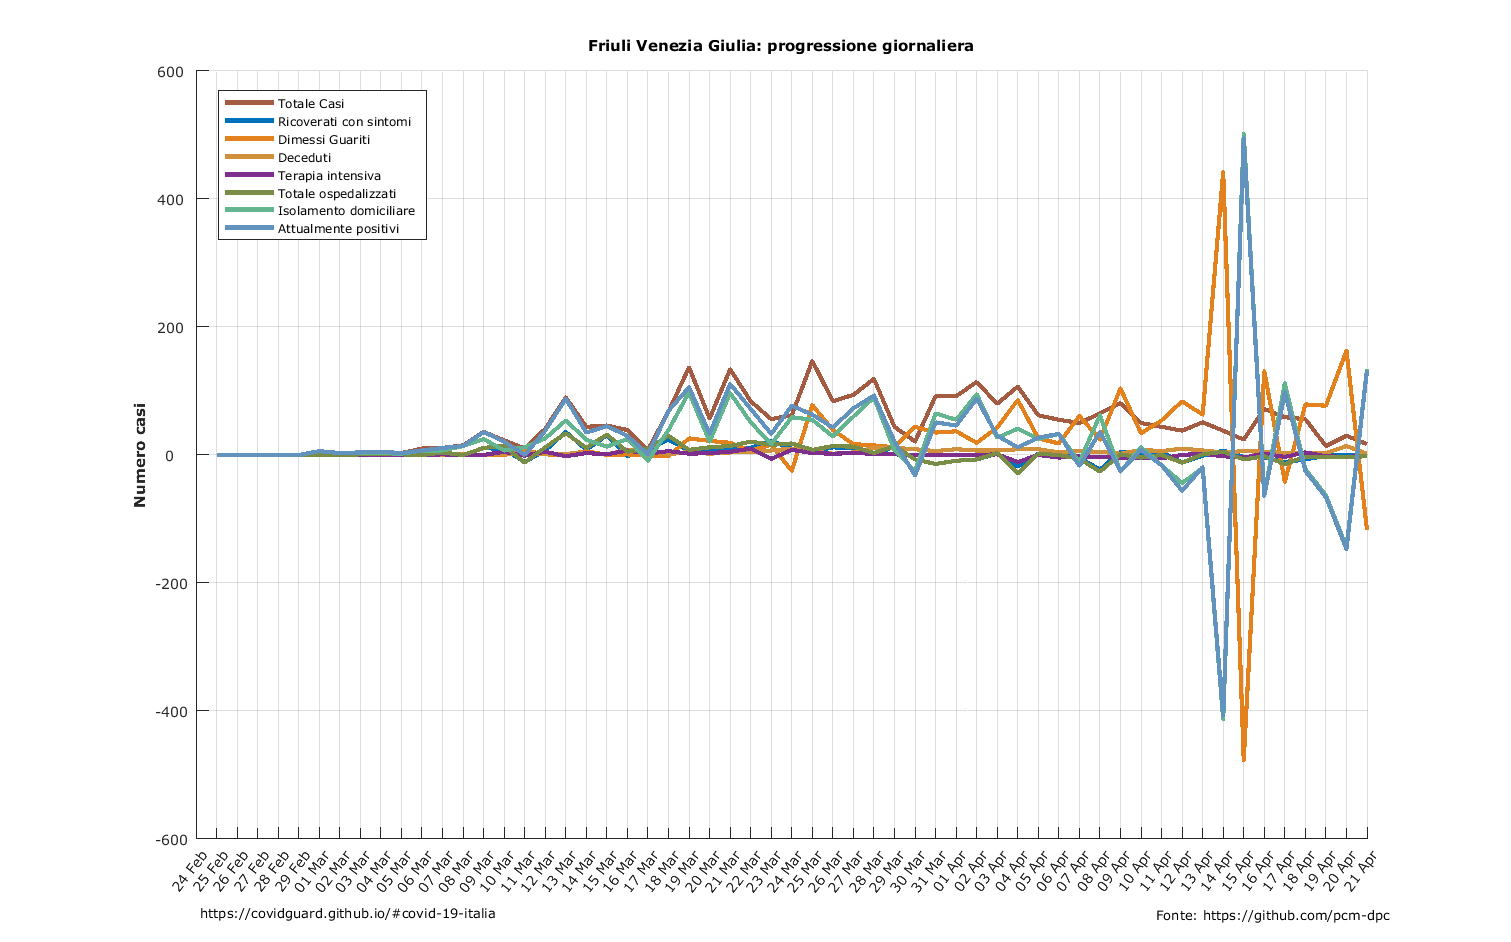 Friuli Venezia Giulia: progressione giornaliera
600
400
200
0
-200
-400
-600
Numero casi
Totale Casi
Ricoverati con sintomi
Dimessi Guariti
Deceduti
Terapia intensiva
Totale ospedalizzati
Isolamento domiciliare
Attualmente positivi
24 Feb
25 Feb
26 Feb
27 Feb
28 Feb
29 Feb
01 Mar
02 Mar
03 Mar
04 Mar
05 Mar
06 Mar
07 Mar
08 Mar
09 Mar
10 Mar
11 Mar
12 Mar
13 Mar
14 Mar
15 Mar
16 Mar
17 Mar
18 Mar
19 Mar
20 Mar
21 Mar
22 Mar
23 Mar
24 Mar
25 Mar
26 Mar
27 Mar
28 Mar
29 Mar
30 Mar
31 Mar
01 Apr
02 Apr
03 Apr
04 Apr
05 Apr
06 Apr
07 Apr
08 Apr
09 Apr
10 Apr
11 Apr
12 Apr
13 Apr
14 Apr
15 Apr
16 Apr
17 Apr
18 Apr
19 Apr
20 Apr
21 Apr
https://covidguard.github.io/#covid-19-italia
Fonte: https://github.com/pcm-dpc